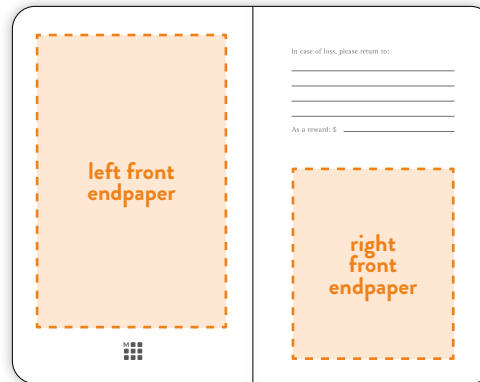 left front
endpaper
M
In case of loss, please return to:
As a reward: $
right
front
endpaper